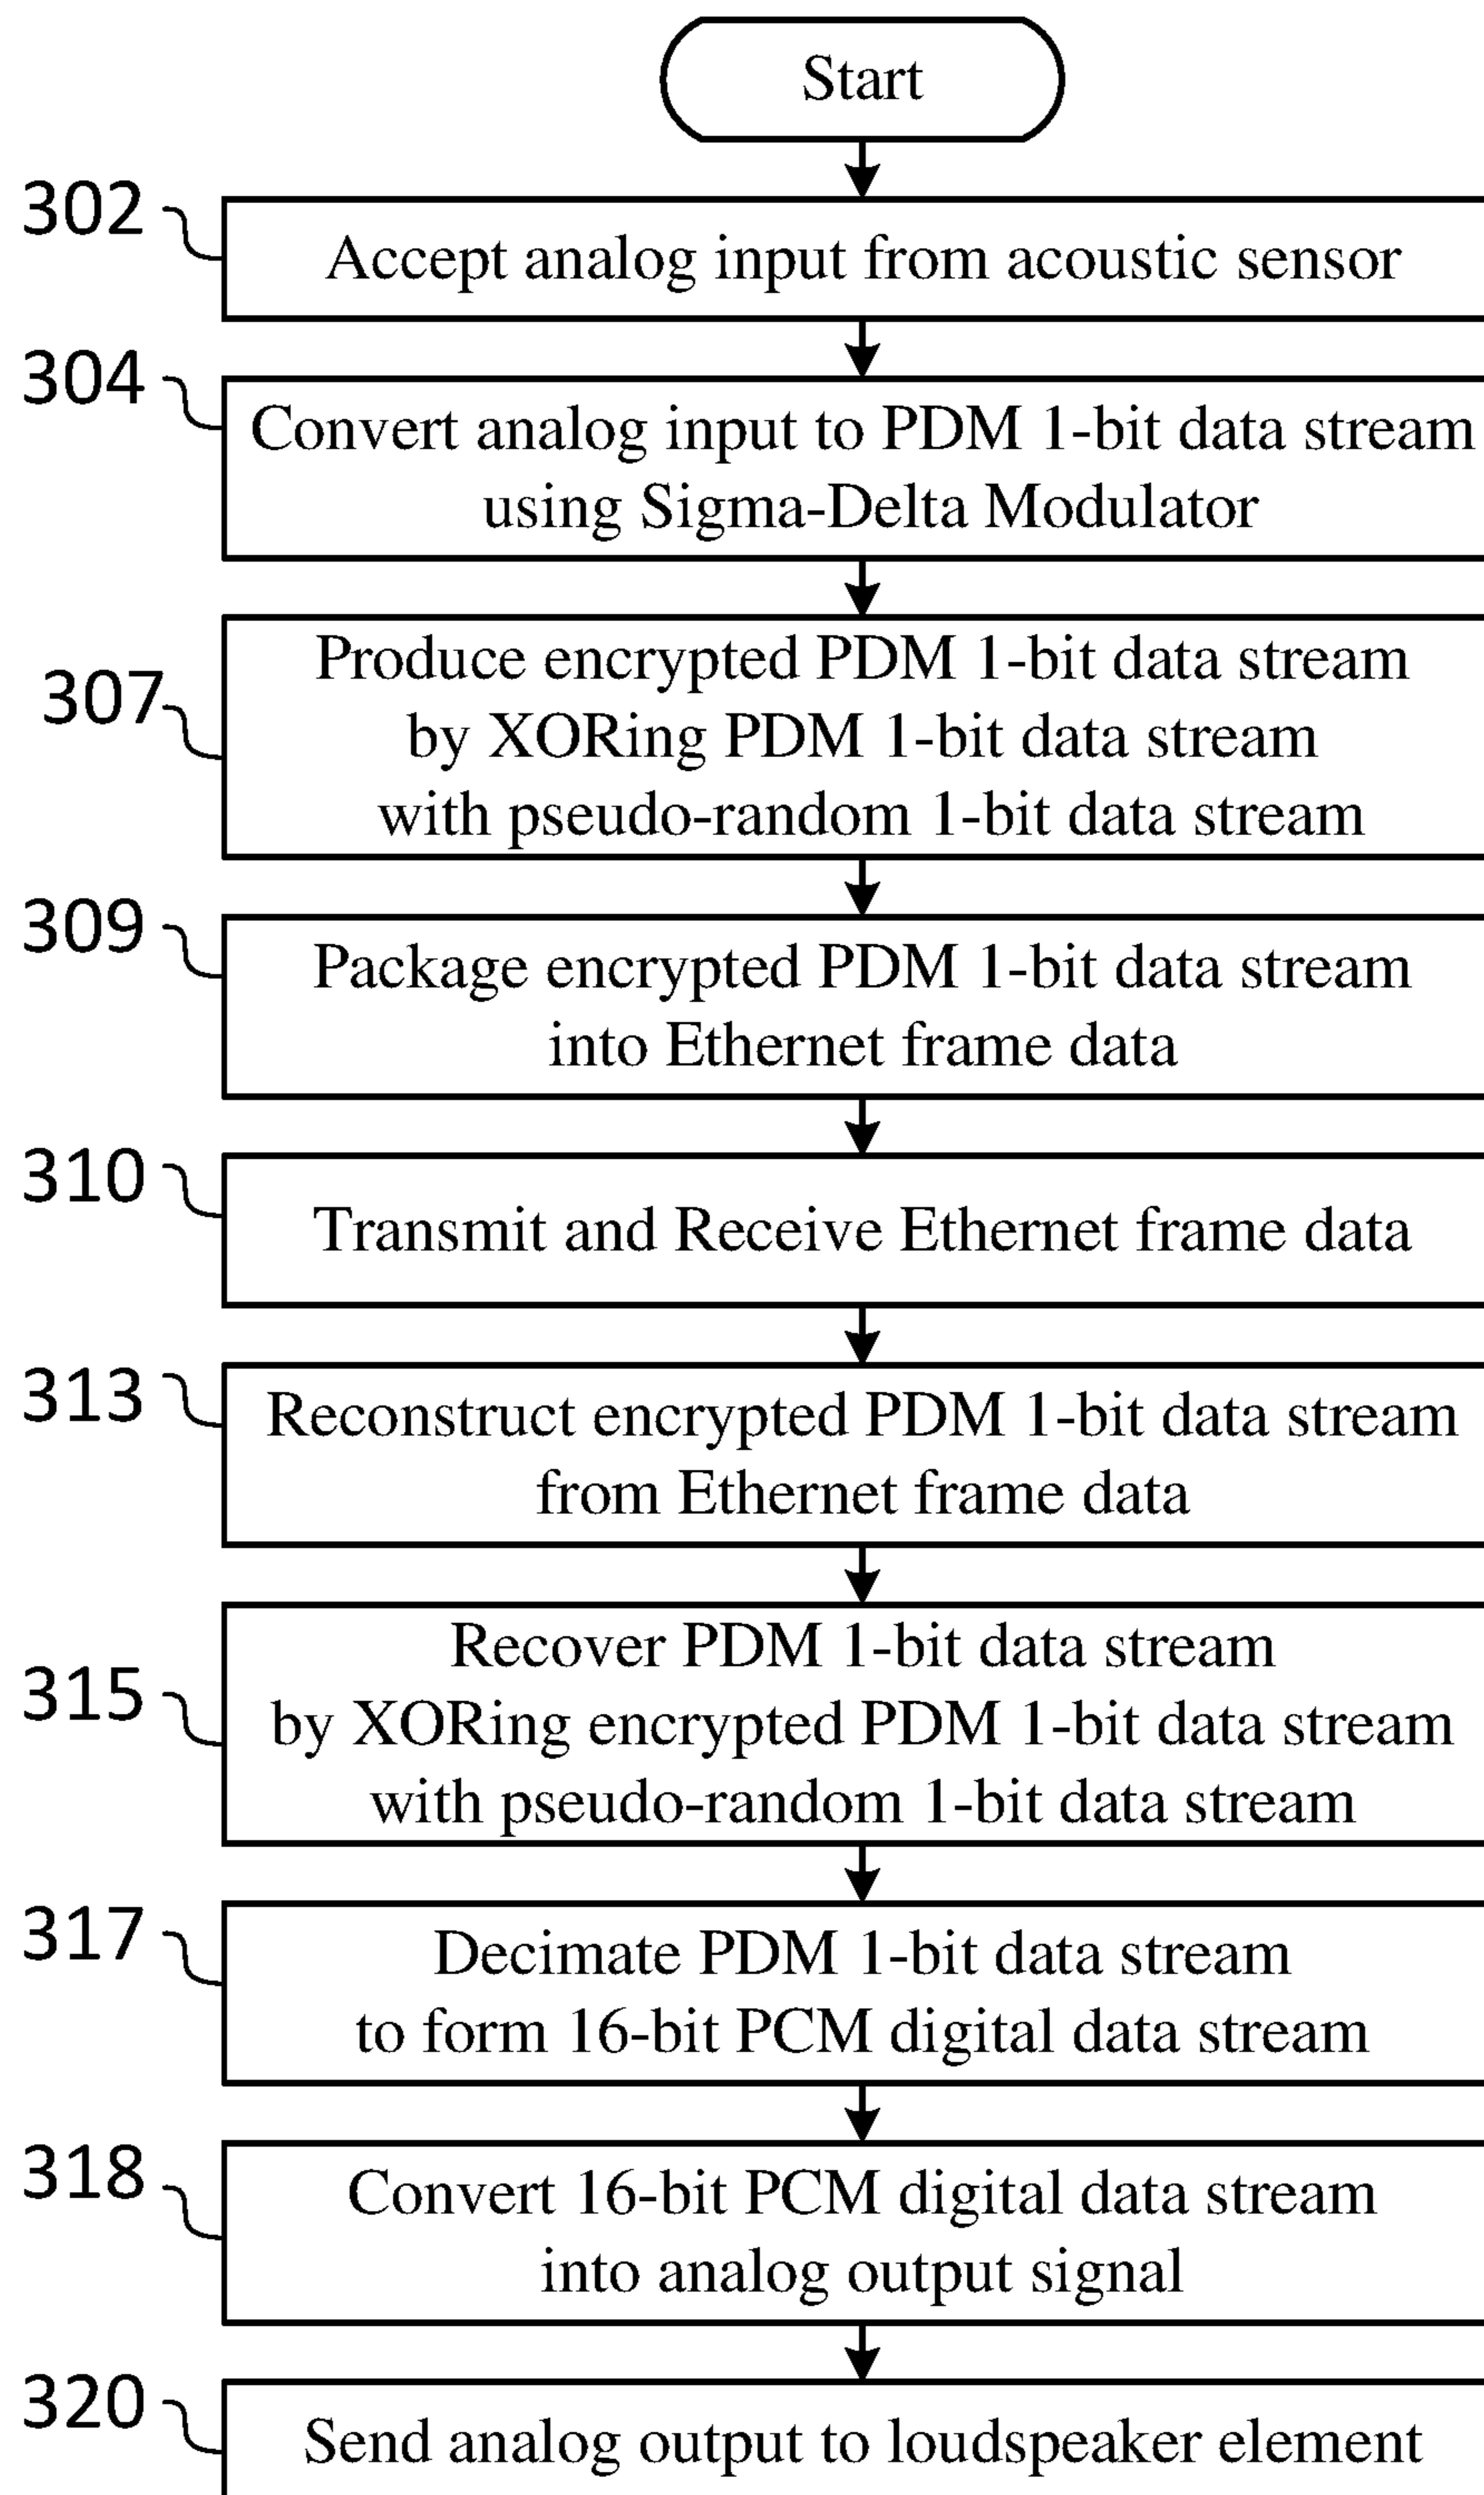 Start
302
Accept analog input from acoustic sensor
304
Convert analog input to PDM 1-bit data stream
using Sigma-Delta Modulator
307
Produce encrypted PDM 1-bit data stream
by XORing PDM 1-bit data stream
with pseudo-random 1-bit data stream
309
Package encrypted PDM 1-bit data stream
into Ethernet frame data
310
Transmit and Receive Ethernet frame data
313
Reconstruct encrypted PDM 1-bit data stream
from Ethernet frame data
315
Recover PDM 1-bit data stream
by XORing encrypted PDM 1-bit data stream
with pseudo-random 1-bit data stream
317
Decimate PDM 1-bit data stream
to form 16-bit PCM digital data stream
318
Convert 16-bit PCM digital data stream
into analog output signal
320
Send analog output to loudspeaker element